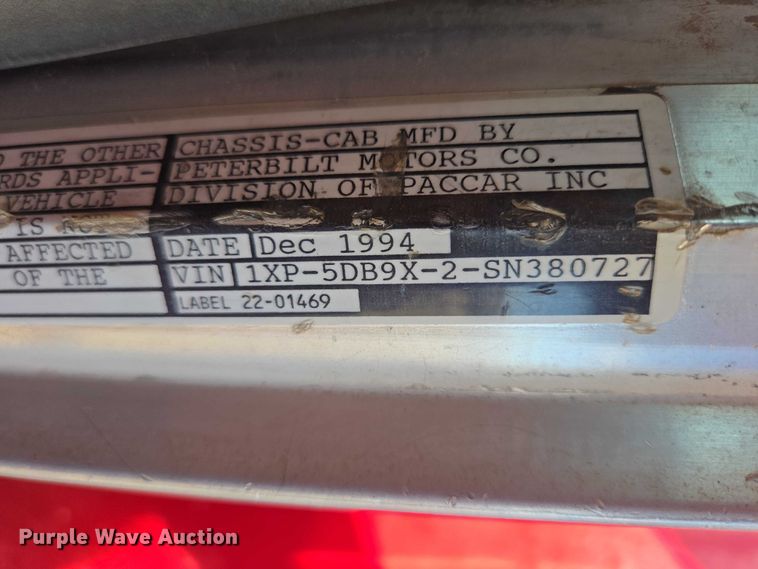 O THE OTHER
RDS APPLI-
VEHICLE
IS NOT
AFFECTED
OF THE
CHASSIS-CAB MFD BY
PETERBILT MOTORS CO.
DIVISION OF PACCAR INC
DATE Dec 1994
VIN 1XP-5DB9X-2-SN380727
LABEL 22-01469
Purple Wave Auction